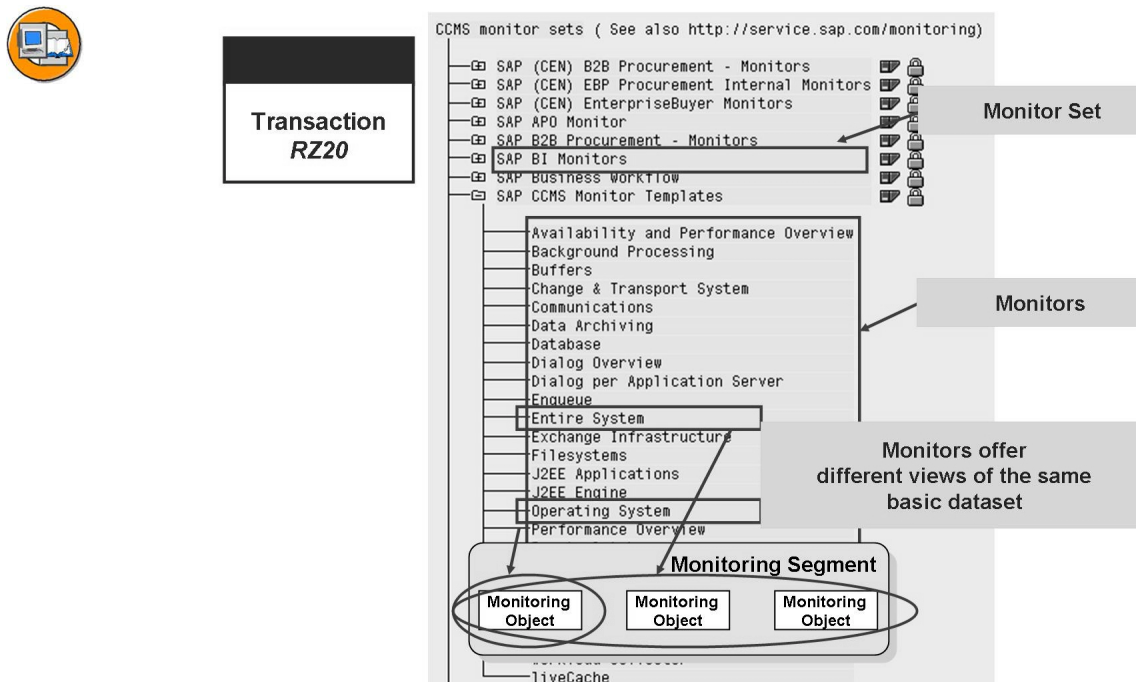 CCMS monitor sets ( See also http://service.sap.com/monitoring)
Transaction
RZ20
SAP (CEN) B2B Procurement - Monitors
SAP (CEN) EBP Procurement Internal Monitors
SAP (CEN) EnterpriseBuyer Monitors
SAP APO Monitor
SAP B2B Procurement - Monitors
SAP BI Monitors
SAP Business Workflow
SAP CCMS Monitor Templates
Monitor Set
Availability and Performance Overview
Background Processing
Buffers
Change & Transport System
Communications
Data Archiving
Database
Dialog Overview
Dialog per Application Server
Enqueue
Entire System
Exchange Infrastructure
Filesystems
J2EE Applications
J2EE Engine
Operating System
Performance Overview
Monitors
Monitors offer
different views of the same
basic dataset
Monitoring Segment
Monitoring
Object
Monitoring
Object
Monitoring
Object
liveCache